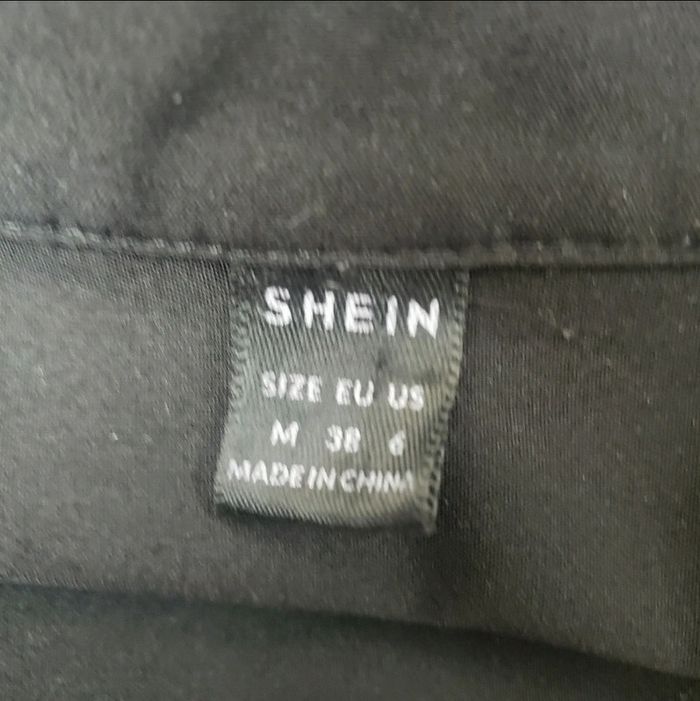 SHEIN
SIZE EU US
M 38 6
MADE IN CHINA